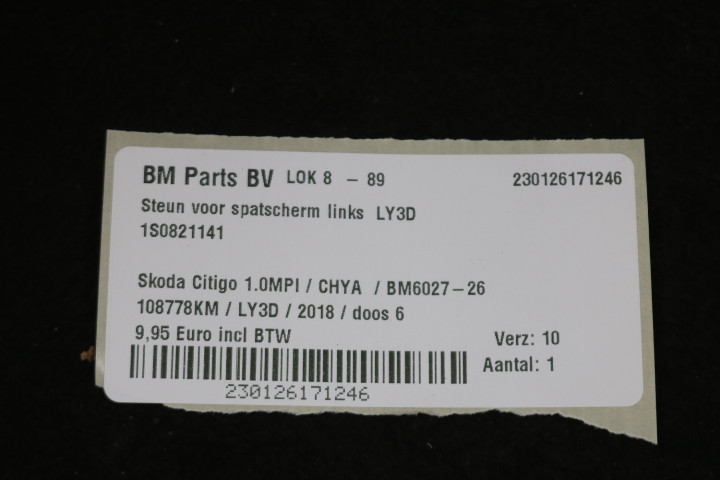 BM Parts BV LOK 8 - 89 230126171246
Steun voor spatscherm links LY3D
1S0821141
Skoda Citigo 1.0MPI / CHYA / BM6027-26
108778KM / LY3D / 2018 / doos 6
9,95 Euro incl BTW Verz: 10
Aantal: 1
230126171246